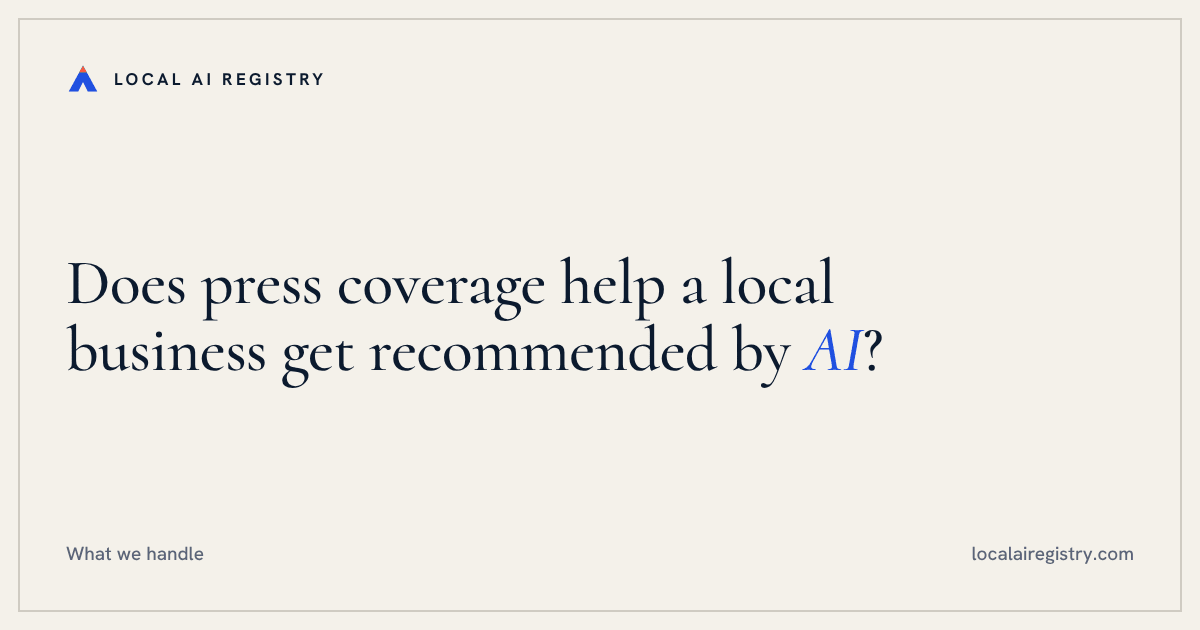 LOCAL AI REGISTRY
Does press coverage help a local
business get recommended by AI?
What we handle
localairegistry.com